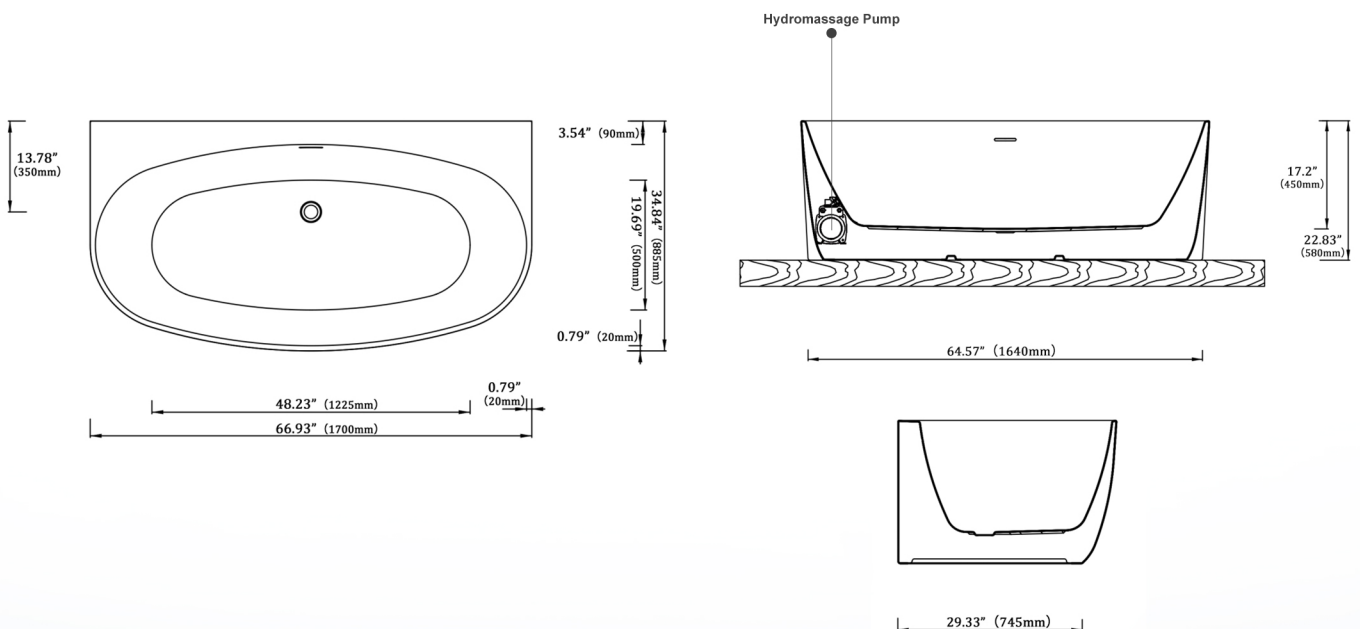 Hydromassage Pump
3.54” (90mm)
13.78”
(350mm)
17.2”
(450mm)
34.84” (885mm)
19.69” (500mm)
22.83”
(580mm)
0.79” (20mm)
64.57” (1640mm)
0.79”
(20mm)
48.23” (1225mm)
66.93” (1700mm)
29.33” (745mm)